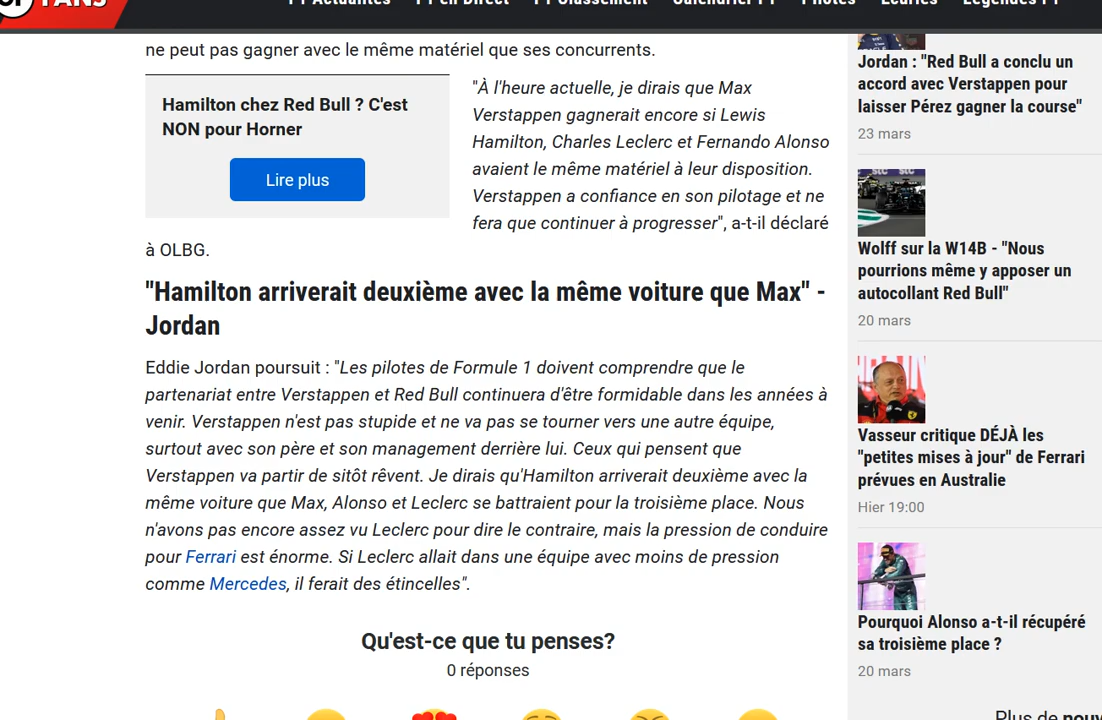 FANS
F1 Actualités F1 en Direct F1 Classement Calendrier F1 Photos Écuries Légendes F1
ne peut pas gagner avec le même matériel que ses concurrents.
Hamilton chez Red Bull ? C'est
NON pour Horner
Lire plus
"À l'heure actuelle, je dirais que Max
Verstappen gagnerait encore si Lewis
Hamilton, Charles Leclerc et Fernando Alonso
avaient le même matériel à leur disposition.
Verstappen a confiance en son pilotage et ne
fera que continuer à progresser", a-t-il déclaré
à OLBG.
"Hamilton arriverait deuxième avec la même voiture que Max" -
Jordan
Eddie Jordan poursuit : "Les pilotes de Formule 1 doivent comprendre que le
partenariat entre Verstappen et Red Bull continuera d'être formidable dans les années à
venir. Verstappen n'est pas stupide et ne va pas se tourner vers une autre équipe,
surtout avec son père et son management derrière lui. Ceux qui pensent que
Verstappen va partir de sitôt rêvent. Je dirais qu'Hamilton arriverait deuxième avec la
même voiture que Max, Alonso et Leclerc se battraient pour la troisième place. Nous
n'avons pas encore assez vu Leclerc pour dire le contraire, mais la pression de conduire
pour Ferrari est énorme. Si Leclerc allait dans une équipe avec moins de pression
comme Mercedes, il ferait des étincelles".
Qu'est-ce que tu penses?
0 réponses
Jordan : "Red Bull a conclu un
accord avec Verstappen pour
laisser Pérez gagner la course"
23 mars
stc stc
Wolff sur la W14B - "Nous
pourrions même y apposer un
autocollant Red Bull"
20 mars
Vasseur critique DÉJÀ les
"petites mises à jour" de Ferrari
prévues en Australie
Hier 19:00
Pourquoi Alonso a-t-il récupéré
sa troisième place ?
20 mars
Plus de nouv